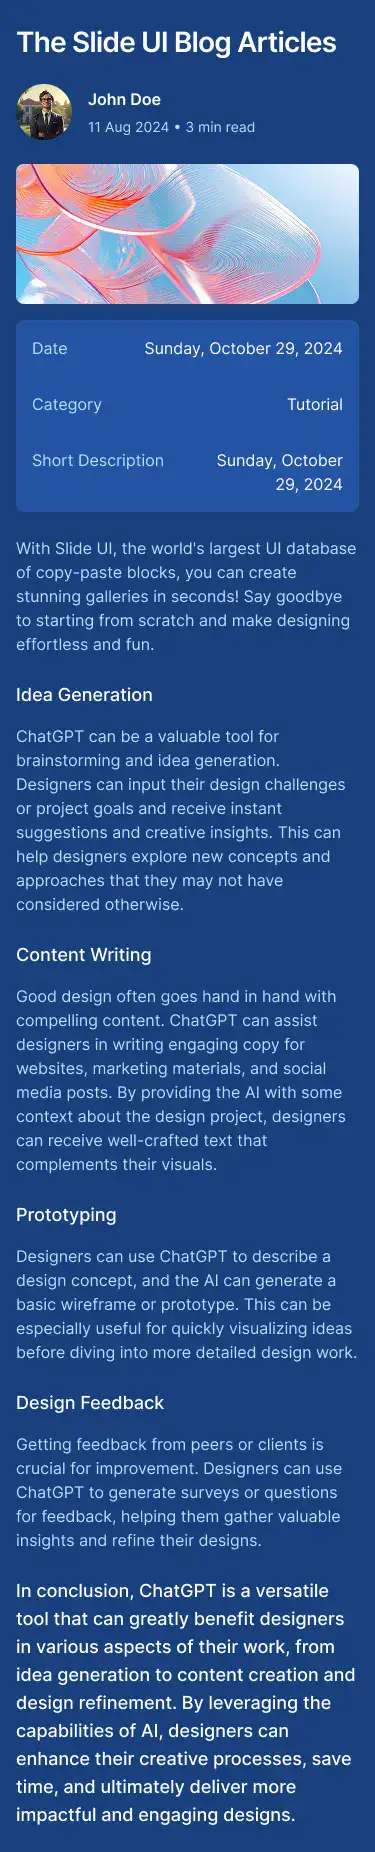 The Slide UI Blog Articles
John Doe
11 Aug 2024 • 3 min read
Date
Sunday, October 29, 2024
Category
Tutorial
Short Description
Sunday, October
29, 2024
With Slide UI, the world's largest UI database
of copy-paste blocks, you can create
stunning galleries in seconds! Say goodbye
to starting from scratch and make designing
effortless and fun.
Idea Generation
ChatGPT can be a valuable tool for
brainstorming and idea generation.
Designers can input their design challenges
or project goals and receive instant
suggestions and creative insights. This can
help designers explore new concepts and
approaches that they may not have
considered otherwise.
Content Writing
Good design often goes hand in hand with
compelling content. ChatGPT can assist
designers in writing engaging copy for
websites, marketing materials, and social
media posts. By providing the AI with some
context about the design project, designers
can receive well-crafted text that
complements their visuals.
Prototyping
Designers can use ChatGPT to describe a
design concept, and the AI can generate a
basic wireframe or prototype. This can be
especially useful for quickly visualizing ideas
before diving into more detailed design work.
Design Feedback
Getting feedback from peers or clients is
crucial for improvement. Designers can use
ChatGPT to generate surveys or questions
for feedback, helping them gather valuable
insights and refine their designs.
In conclusion, ChatGPT is a versatile
tool that can greatly benefit designers
in various aspects of their work, from
idea generation to content creation and
design refinement. By leveraging the
capabilities of AI, designers can
enhance their creative processes, save
time, and ultimately deliver more
impactful and engaging designs.